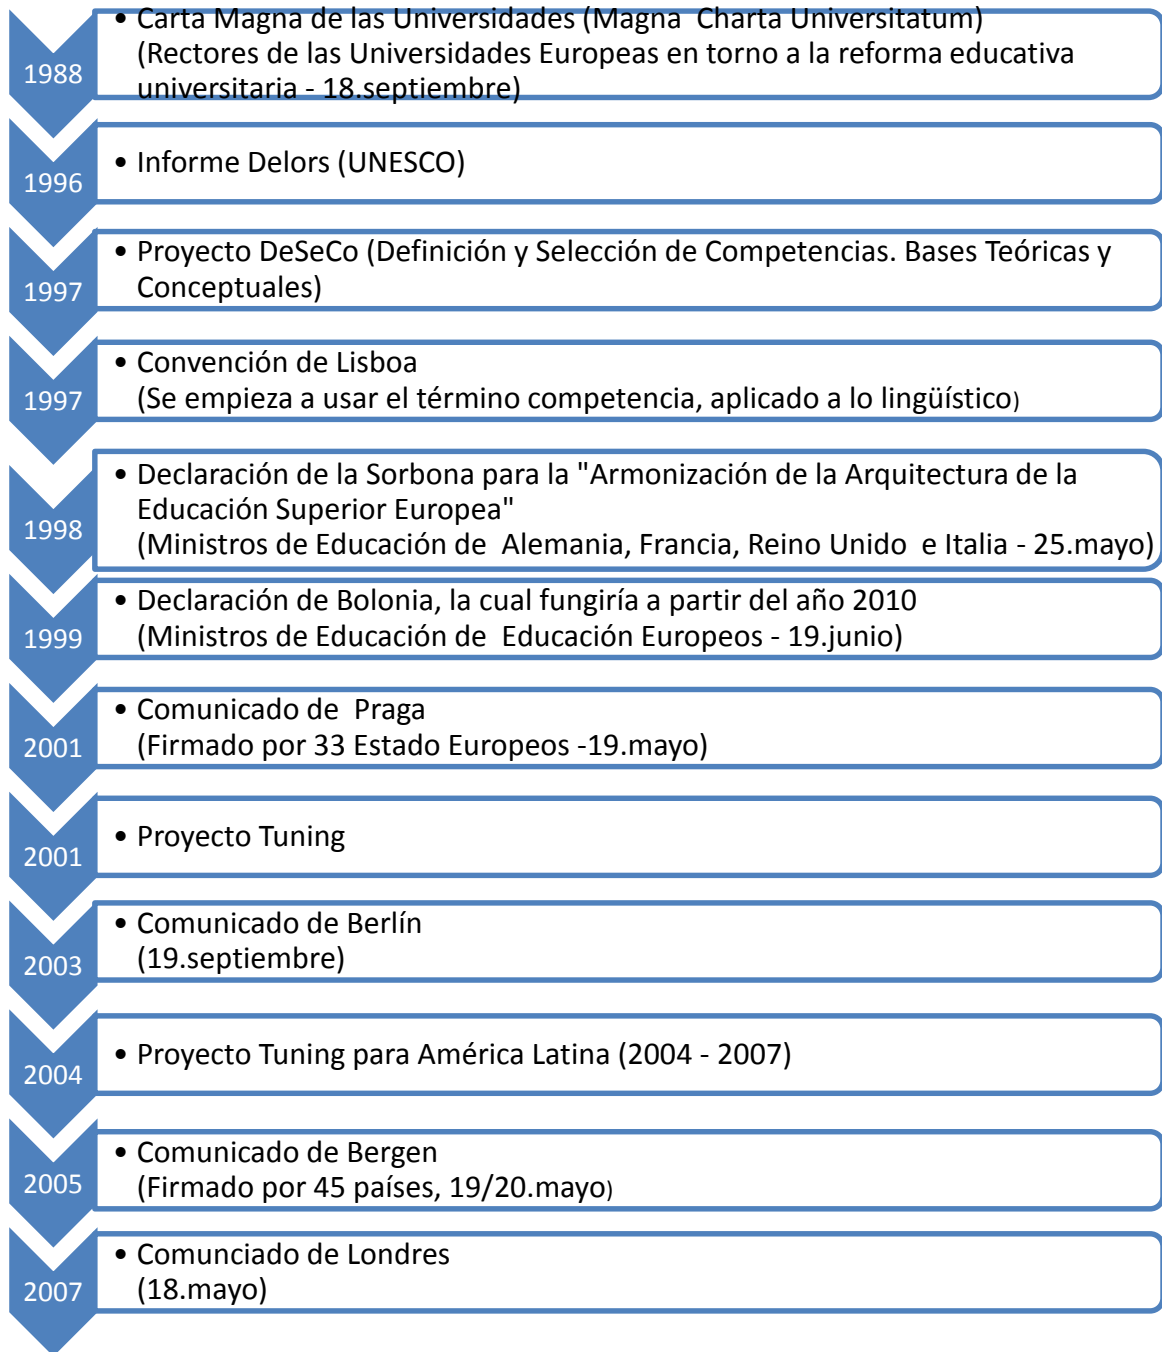 1988
• Carta Magna de las Universidades (Magna  Charta Universitatum)
(Rectores de las Universidades Europeas en torno a la reforma educativa
universitaria - 18.septiembre)
1996
• Informe Delors (UNESCO)
1997
• Proyecto DeSeCo (Definición y Selección de Competencias. Bases Teóricas y
Conceptuales)
1997
• Convención de Lisboa
(Se empieza a usar el término competencia, aplicado a lo lingüístico)
1998
• Declaración de la Sorbona para la "Armonización de la Arquitectura de la
Educación Superior Europea"
(Ministros de Educación de  Alemania, Francia, Reino Unido  e Italia - 25.mayo)
1999
• Declaración de Bolonia, la cual fungiría a partir del año 2010
(Ministros de Educación de  Educación Europeos - 19.junio)
2001
• Comunicado de  Praga
(Firmado por 33 Estado Europeos -19.mayo)
2001
• Proyecto Tuning
2003
• Comunicado de Berlín
(19.septiembre)
2004
• Proyecto Tuning para América Latina (2004 - 2007)
2005
• Comunicado de Bergen
(Firmado por 45 países, 19/20.mayo)
2007
• Comunciado de Londres
(18.mayo)